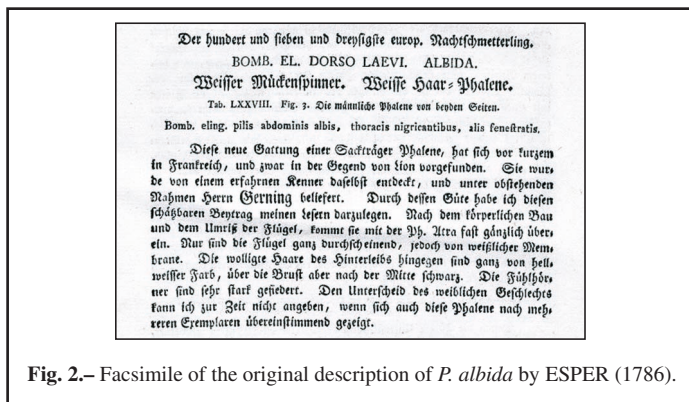 Der hundert und sieben und dreysigste europ. Nachtschmetterling.
BOMB. EL. DORSO LAEVI. ALBIDA.
Weisser Mückenspinner. Weisse Haar=Phalene.
Tab. LXXVIII. Fig. 3. Die männliche Phalene von beyden Seiten.
Bomb. eling. pilis abdominis albis, thoracis nigricantibus, alis fenestratis.
Diese neue Gattung einer Sackträger Phalene, hat sich vor kurzem
in Frankreich, und zwar in der Gegend von Lion vorgefunden. Sie wur=
de von einem erfahrnen Kenner daselbst entdeckt, und unter obstehenden
Nahmen Herrn Gerning beliefert. Durch dessen Güte habe ich diesen
schäzbaren Beytrag meinen Lesern darzulegen. Nach dem körperlichen Bau
und dem Umriß der Flügel, kommt sie mit der Ph. Atra fast gänzlich über=
ein. Nur sind die Flügel ganz durchscheinend, jedoch von weißlicher Mem=
brane. Die wolligte Haare des Hinterleibs hingegen sind ganz von hell=
weisser Farb, über die Brust aber nach der Mitte schwarz. Die Fühlhör=
ner sind sehr stark gefiedert. Den Unterscheid des weiblichen Geschlechts
kann ich zur Zeit nicht angeben, wenn sich auch diese Phalene nach meh=
reren Exemplaren übereinstimmend gezeigt.
Fig. 2.– Facsimile of the original description of P. albida by ESPER (1786).